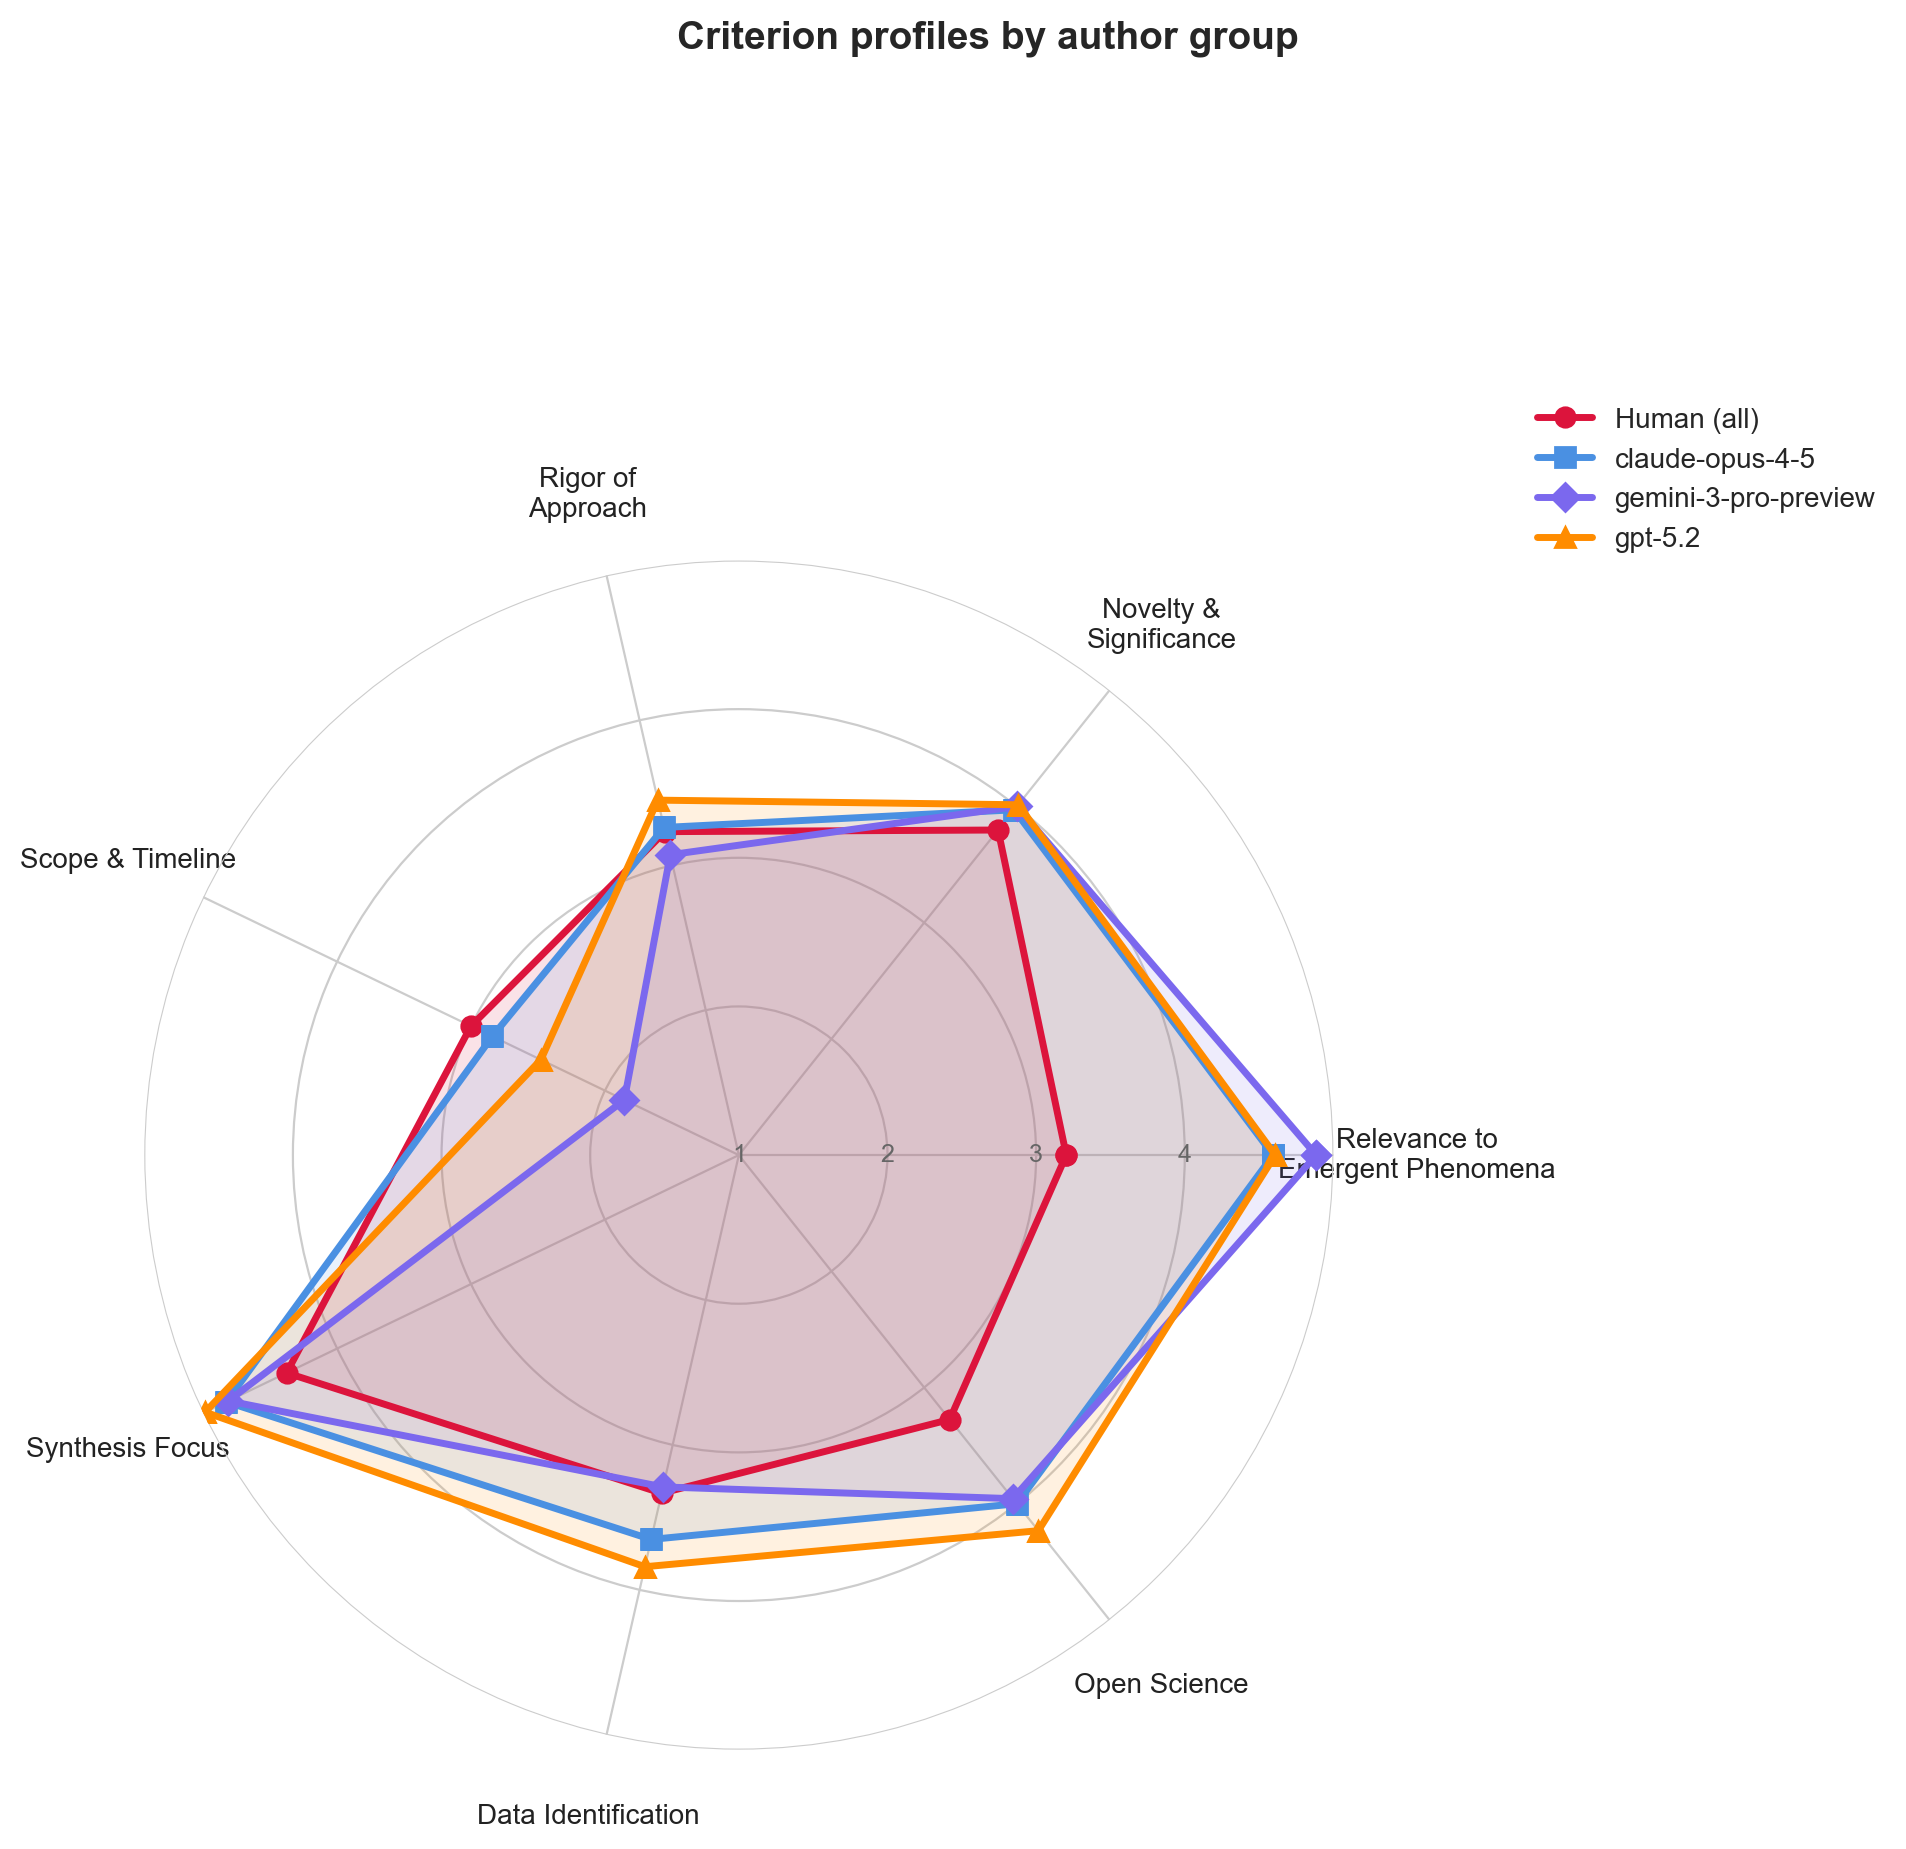 Criterion profiles by author group
Human (all)
claude-opus-4-5
gemini-3-pro-preview
gpt-5.2
Rigor of
Approach
Novelty &
Significance
Scope & Timeline
Relevance to
Emergent Phenomena
1
2
3
4
Synthesis Focus
Open Science
Data Identification